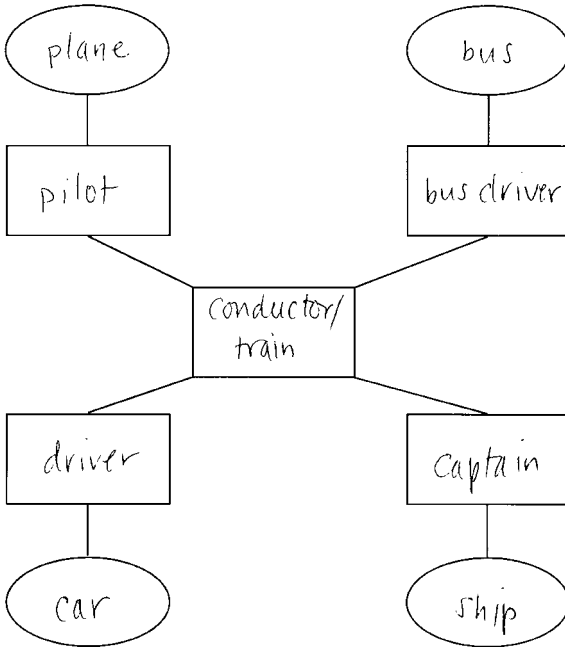 plane
bus
pilot
bus driver
conductor/
train
driver
captain
car
ship